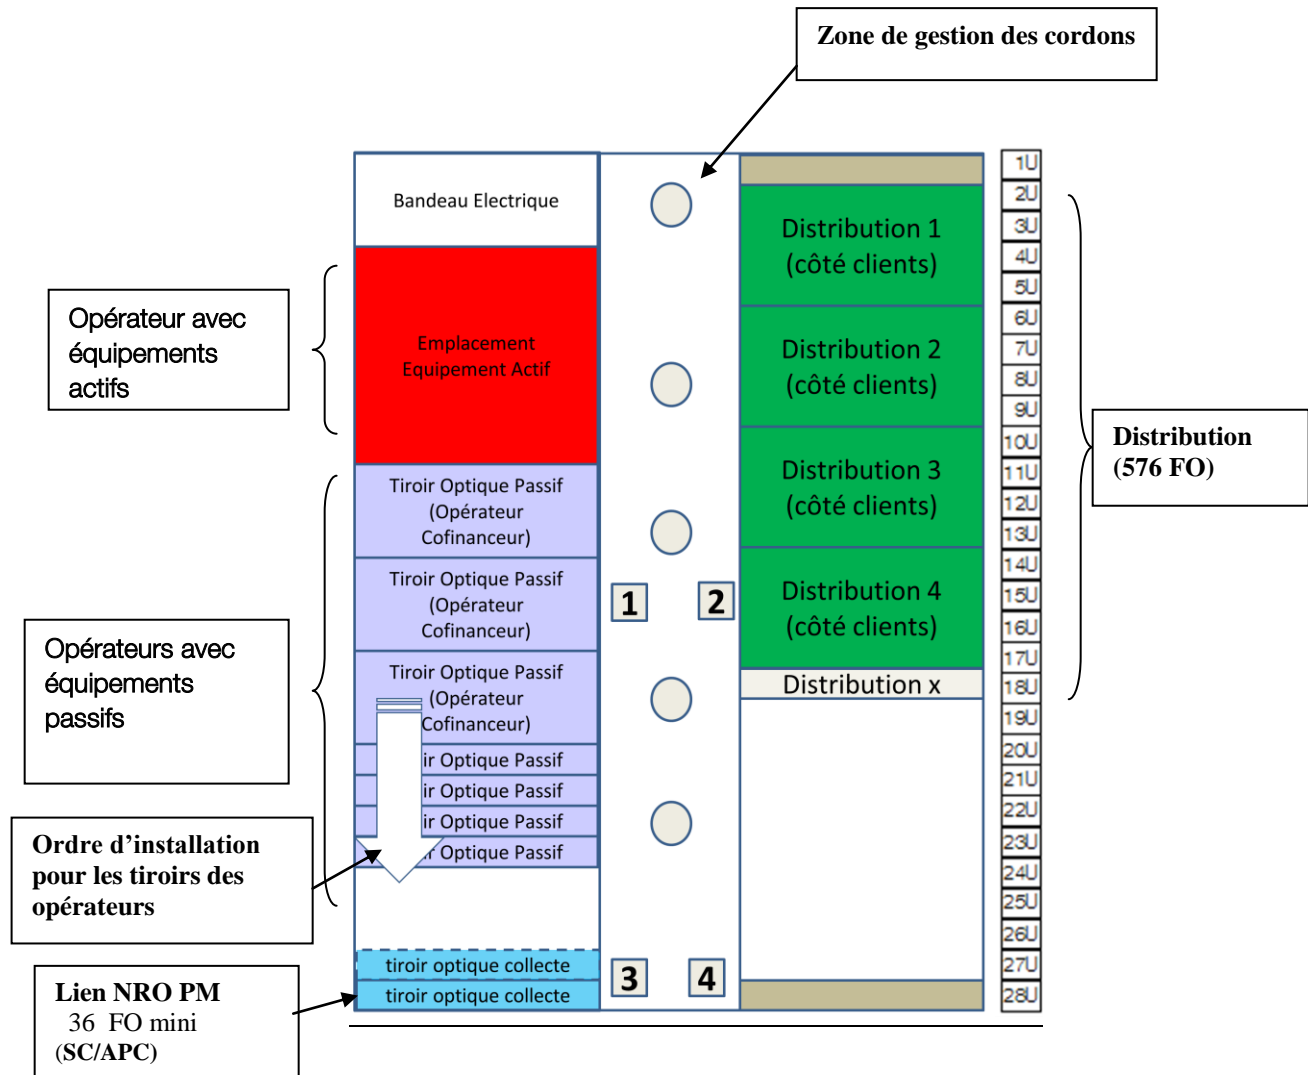 Zone de gestion des cordons
Bandeau Electrique
Emplacement
Equipement Actif
Opérateur avec
équipements
actifs
Tiroir Optique Passif
(Opérateur
Cofinanceur)
Tiroir Optique Passif
(Opérateur
Cofinanceur)
Tiroir Optique Passif
(Opérateur
Cofinanceur)
ir Optique Passif
ir Optique Passif
ir Optique Passif
ir Optique Passif
Opérateurs avec
équipements
passifs
Ordre d’installation
pour les tiroirs des
opérateurs
tiroir optique collecte
tiroir optique collecte
Lien NRO PM
36 FO mini
(SC/APC)
1
2
3
4
Distribution 1
(côté clients)
Distribution 2
(côté clients)
Distribution 3
(côté clients)
Distribution 4
(côté clients)
Distribution x
1U
2U
3U
4U
5U
6U
7U
8U
9U
10U
11U
12U
13U
14U
15U
16U
17U
18U
19U
20U
21U
22U
23U
24U
25U
26U
27U
28U
Distribution
(576 FO)